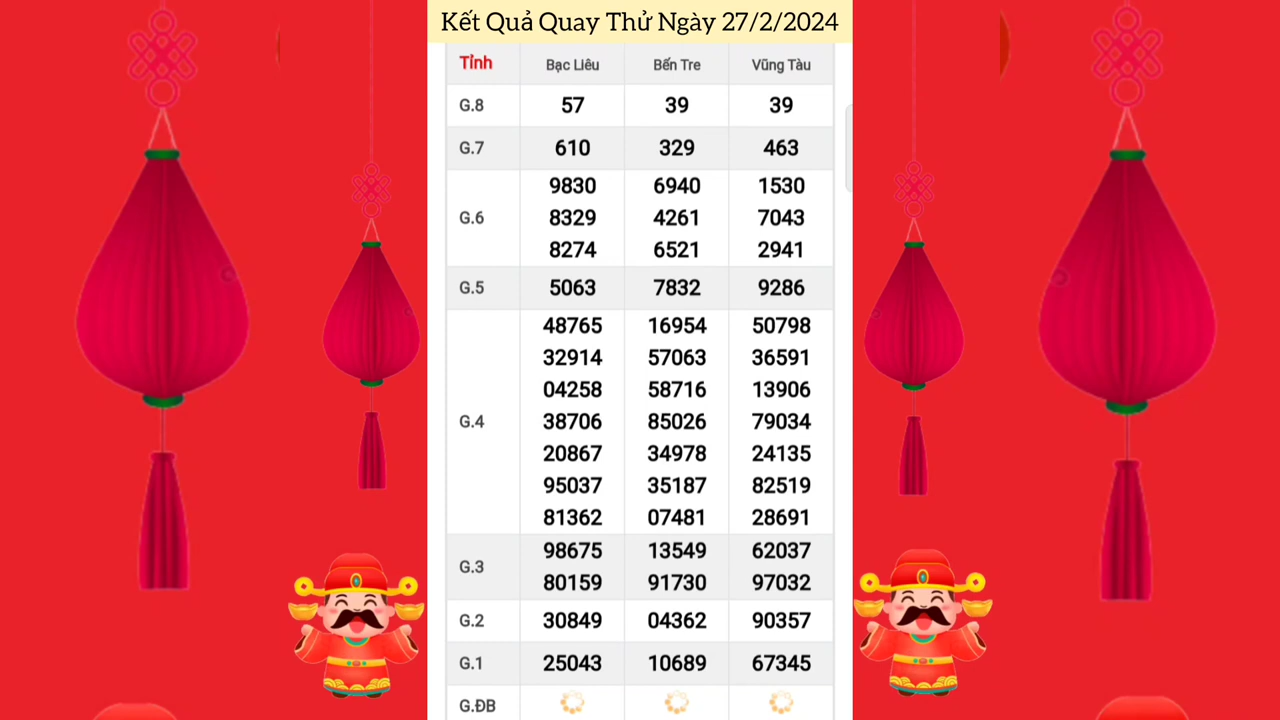 Kết Quả Quay Thử Ngày 27/2/2024
Tỉnh Bạc Liêu Bến Tre Vũng Tàu
G.8 57 39 39
G.7 610 329 463
9830 6940 1530
G.6 8329 4261 7043
8274 6521 2941
G.5 5063 7832 9286
48765 16954 50798
32914 57063 36591
04258 58716 13906
G.4 38706 85026 79034
20867 34978 24135
95037 35187 82519
81362 07481 28691
G.3 98675 13549 62037
80159 91730 97032
G.2 30849 04362 90357
G.1 25043 10689 67345
G.ĐB